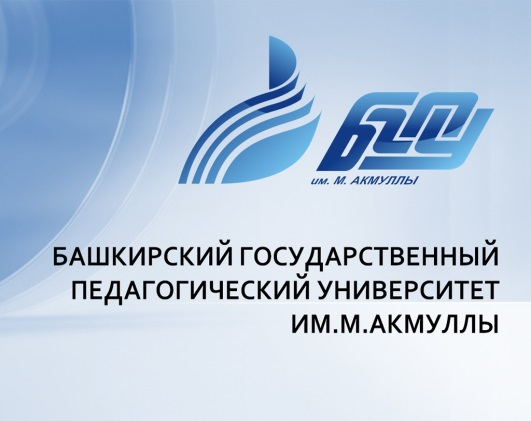 БГПУ
им. М. АКМУЛЛЫ
БАШКИРСКИЙ ГОСУДАРСТВЕННЫЙ
ПЕДАГОГИЧЕСКИЙ УНИВЕРСИТЕТ
ИМ.М.АКМУЛЛЫ